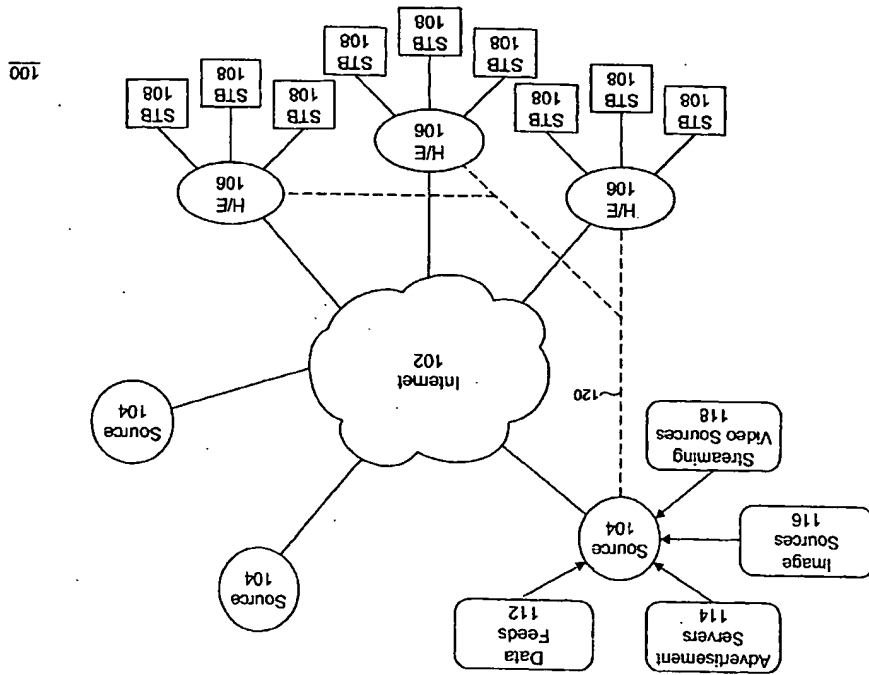 Advertisement
Servers
114
Data
Feeds
112
Image
Sources
116
Source
104
Streaming
Video Sources
118
Source
104
Source
104
120
Internet
102
H/E
106
H/E
106
H/E
106
STB
108
STB
108
STB
108
STB
108
STB
108
STB
108
STB
108
STB
108
STB
108
100